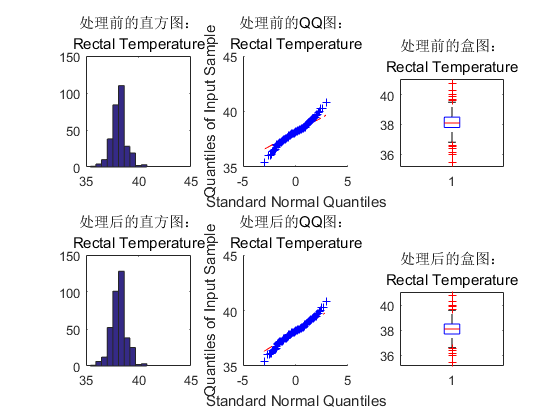 处理前的直方图：
Rectal Temperature
150
100
50
0
35
40
45
处理前的QQ图：
Rectal Temperature
Quantiles of Input Sample
45
40
35
-5
0
5
Standard Normal Quantiles
处理前的盒图：
Rectal Temperature
40
38
36
1
处理后的直方图：
Rectal Temperature
150
100
50
0
35
40
45
处理后的QQ图：
Rectal Temperature
Quantiles of Input Sample
45
40
35
-5
0
5
Standard Normal Quantiles
处理后的盒图：
Rectal Temperature
40
38
36
1